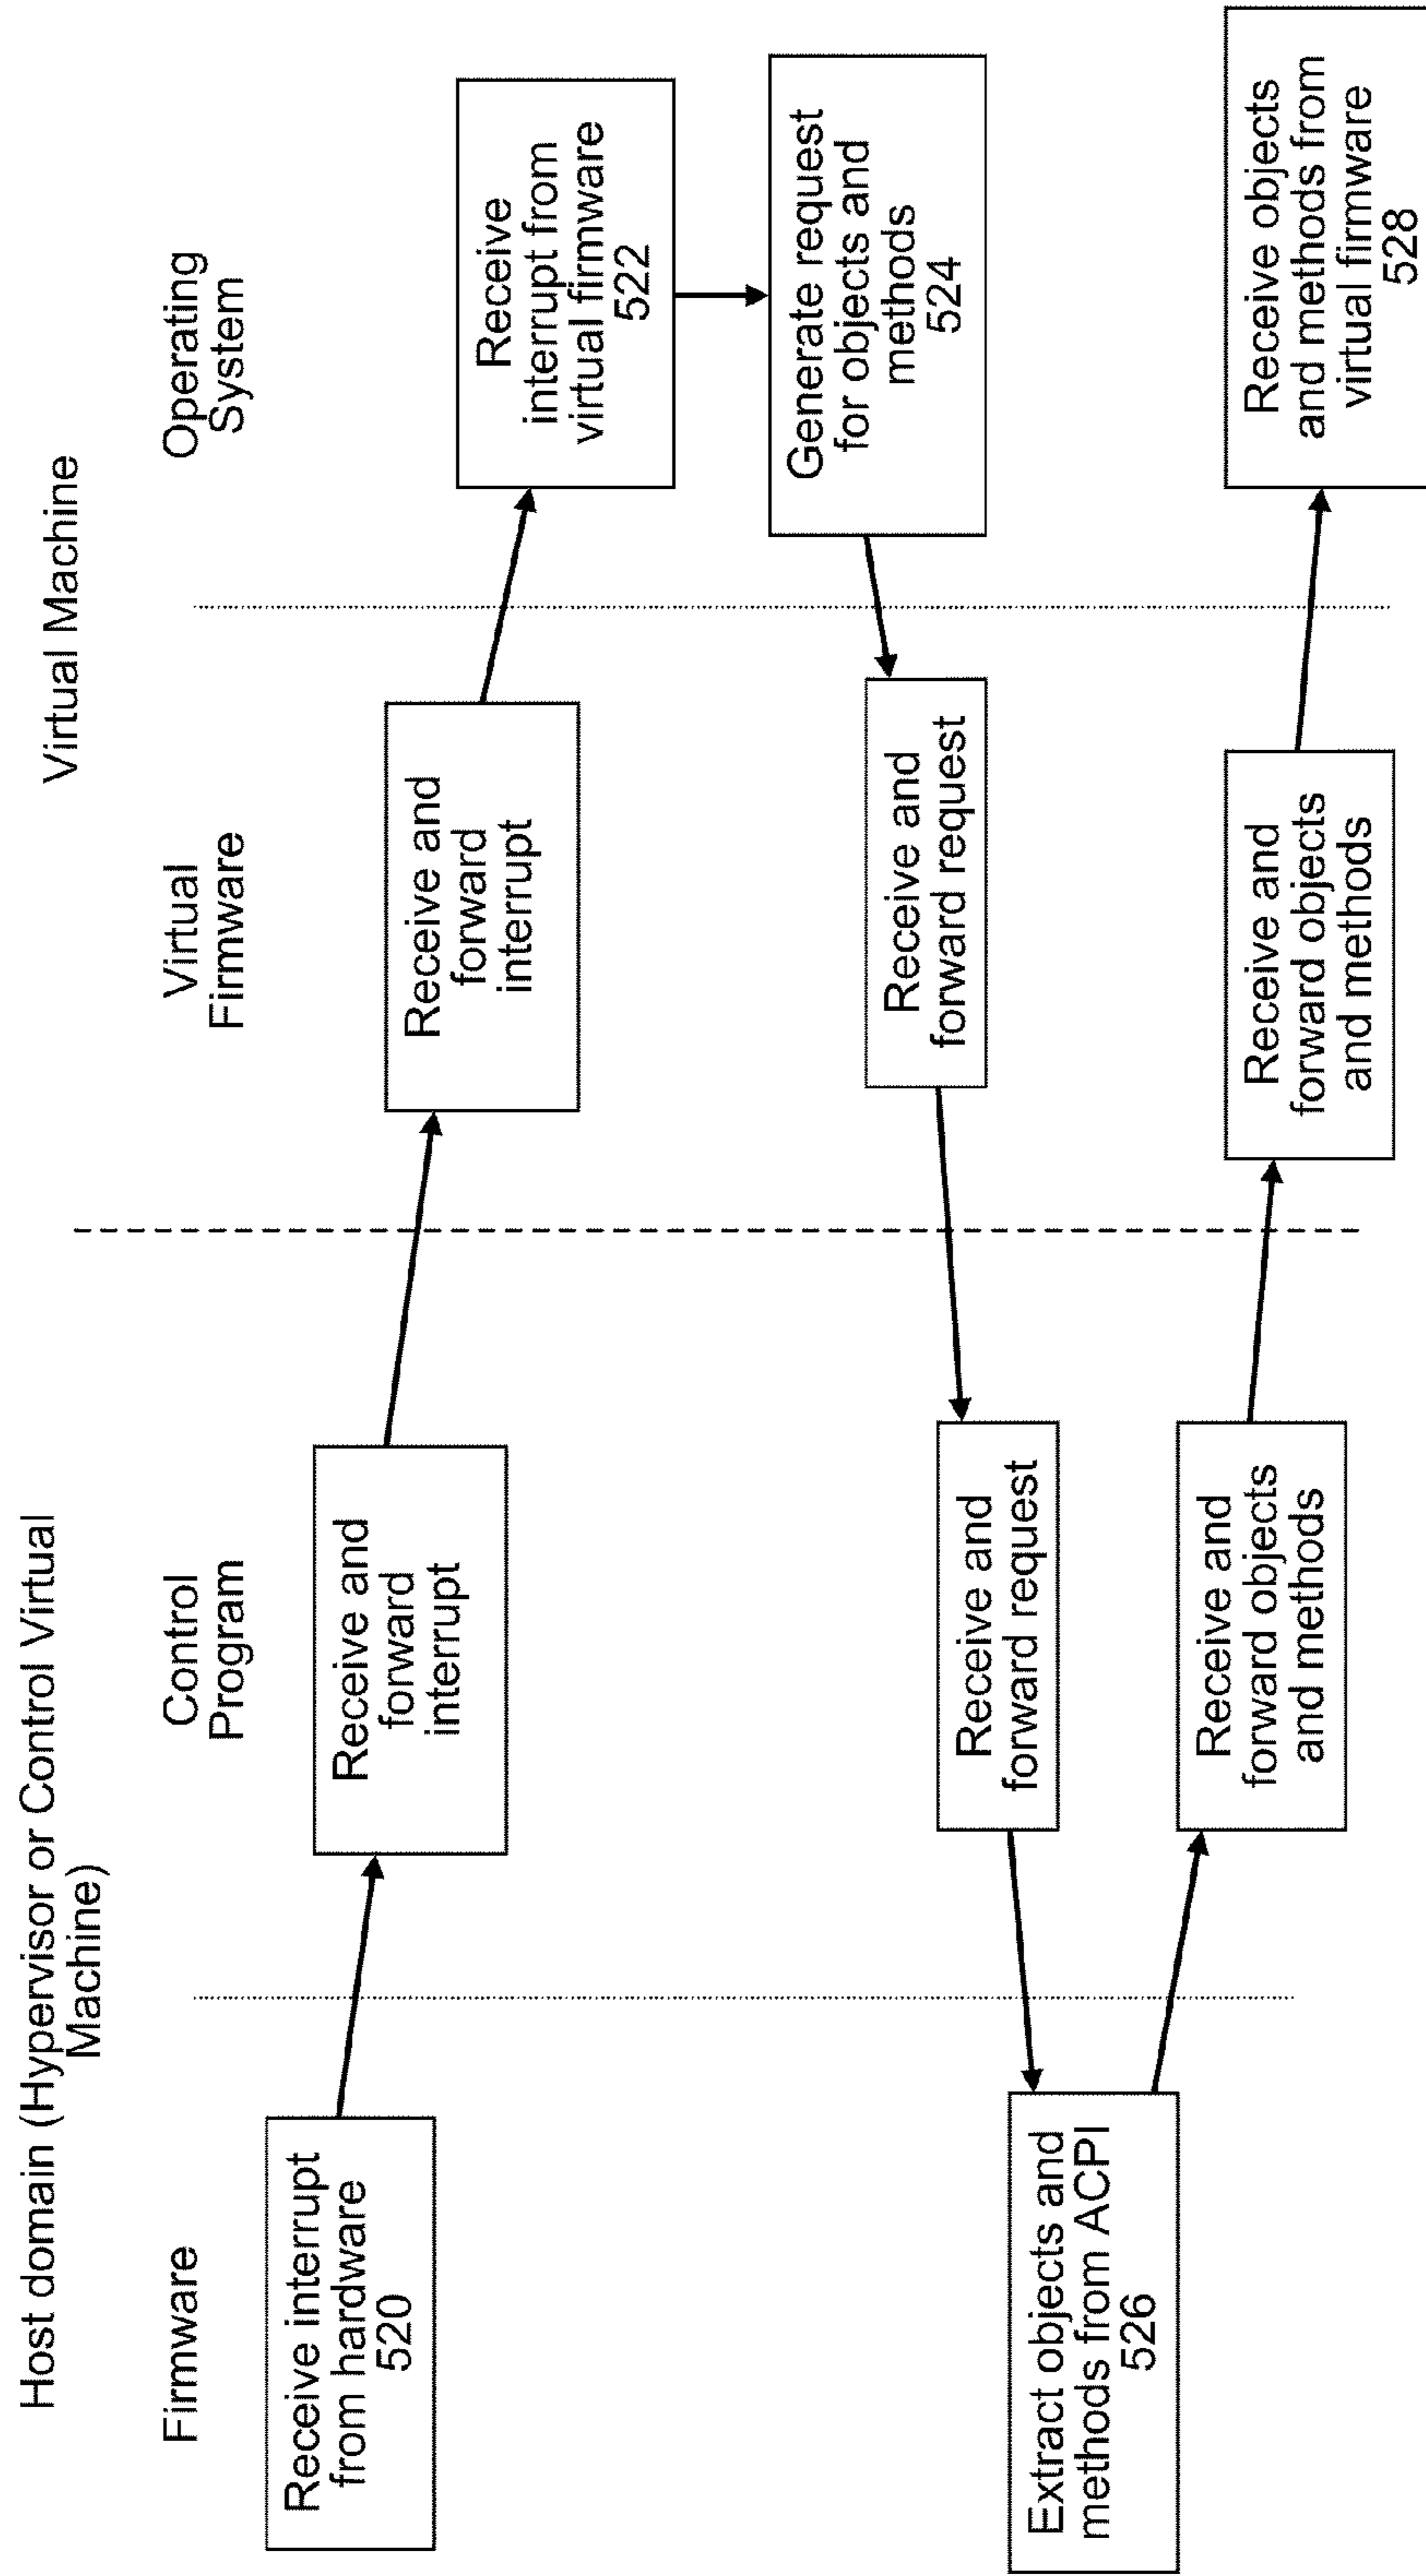 Host domain (Hypervisor or Control Virtual
Machine)
Virtual Machine
Firmware
Control
Program
Virtual
Firmware
Operating
System
Receive interrupt
from hardware
520
Receive and
forward
interrupt
Receive and
forward
interrupt
Receive
interrupt from
virtual firmware
522
Generate request
for objects and
methods
524
Receive and
forward request
Receive and
forward request
Extract objects and
methods from ACPI
526
Receive and
forward objects
and methods
Receive and
forward objects
and methods
Receive objects
and methods from
virtual firmware
528